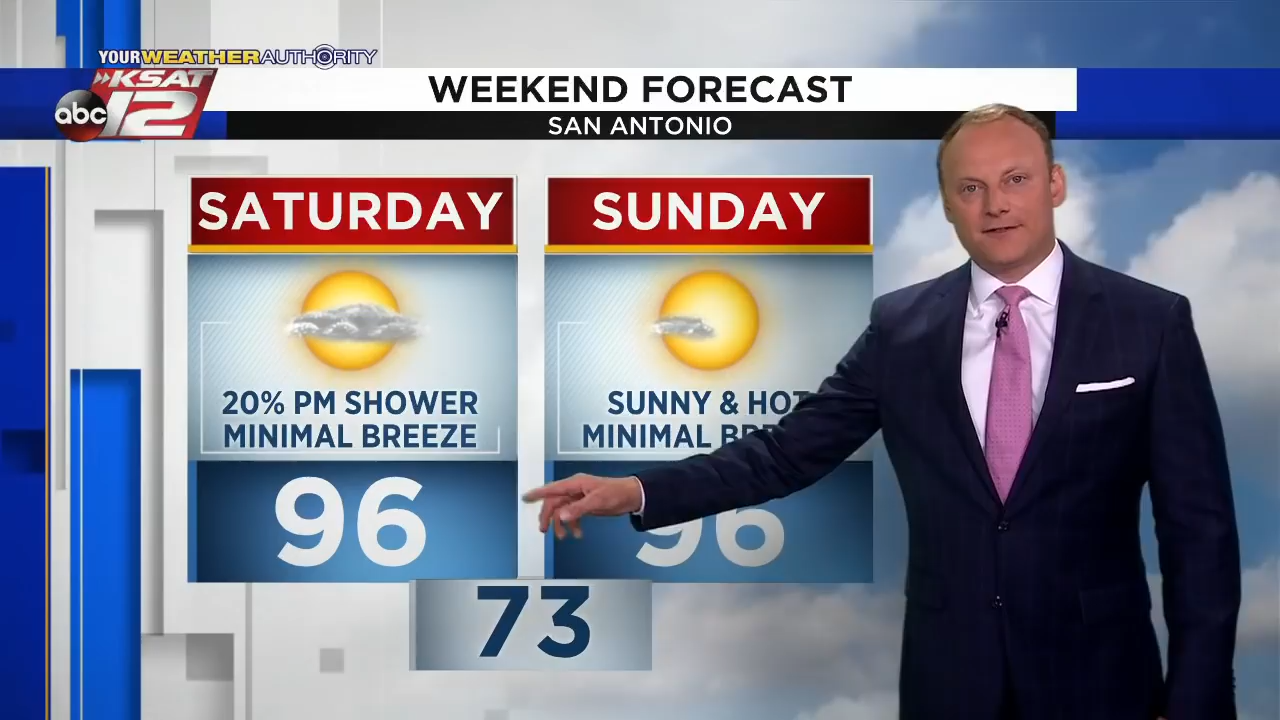 YOURWEATHERAUTHORITY
KSAT
abc 12
WEEKEND FORECAST
SAN ANTONIO
SATURDAY
20% PM SHOWER
MINIMAL BREEZE
96
SUNDAY
SUNNY & HOT
MINIMAL
96
73